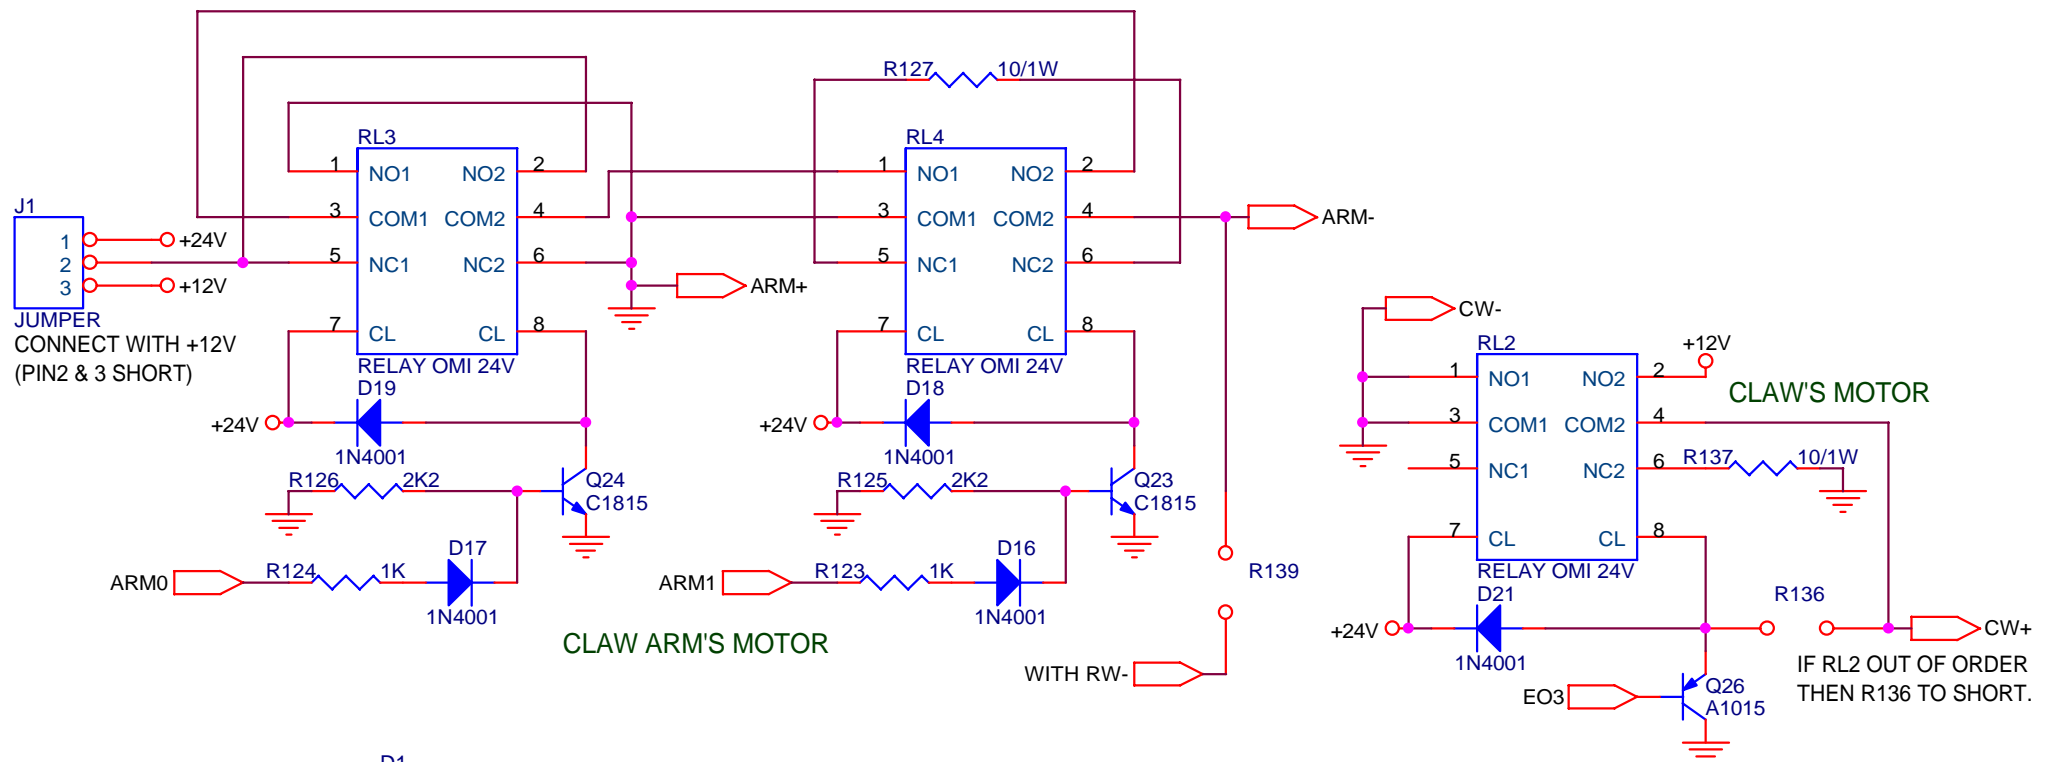 R127
10/1W
RL3
RL4
1
NO1
NO2
2
1
NO1
NO2
2
J1
3
COM1
COM2
4
3
COM1
COM2
4
ARM-
1
+24V
2
5
NC1
NC2
6
5
NC1
NC2
6
3
+12V
ARM+
JUMPER
CONNECT WITH +12V
(PIN2 & 3 SHORT)
7
CL
CL
8
7
CL
CL
8
RELAY OMI 24V
RELAY OMI 24V
D19
D18
+24V
+24V
1N4001
1N4001
R126
2K2
Q24
C1815
R125
2K2
Q23
C1815
D17
D16
ARM0
R124
1K
ARM1
R123
1K
R139
1N4001
1N4001
CLAW ARM'S MOTOR
WITH RW-
CW-
RL2
+12V
1
NO1
NO2
2
CLAW'S MOTOR
3
COM1
COM2
4
5
NC1
NC2
6
R137
10/1W
7
CL
CL
8
RELAY OMI 24V
D21
R136
+24V
CW+
1N4001
IF RL2 OUT OF ORDER
THEN R136 TO SHORT.
EO3
Q26
A1015
D1